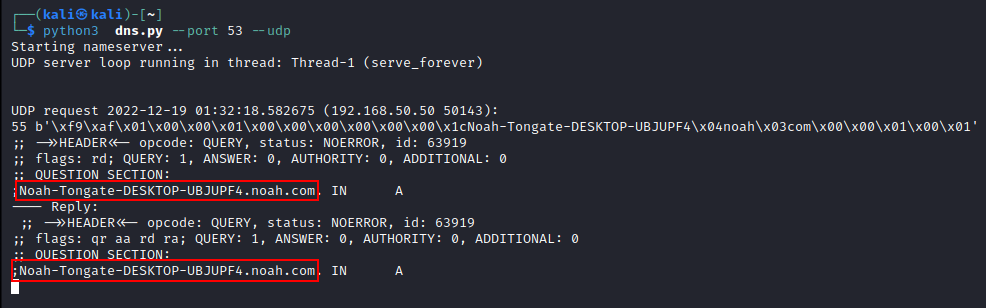 ┌──(kali㉿kali)-[~]
└─$ python3  dns.py --port 53 --udp
Starting nameserver...
UDP server loop running in thread: Thread-1 (serve_forever)
UDP request 2022-12-19 01:32:18.582675 (192.168.50.50 50143):
55 b'\xf9\xaf\x01\x00\x00\x01\x00\x00\x00\x00\x00\x00\x1cNoah-Tongate-DESKTOP-UBJUPF4\x04noah\x03com\x00\x00\x01\x00\x01'
;; ->>HEADER<<- opcode: QUERY, status: NOERROR, id: 63919
;; flags: rd; QUERY: 1, ANSWER: 0, AUTHORITY: 0, ADDITIONAL: 0
;; QUESTION SECTION:
;Noah-Tongate-DESKTOP-UBJUPF4.noah.com. IN      A
---- Reply:
 ;; ->>HEADER<<- opcode: QUERY, status: NOERROR, id: 63919
;; flags: qr aa rd ra; QUERY: 1, ANSWER: 0, AUTHORITY: 0, ADDITIONAL: 0
;; QUESTION SECTION:
;Noah-Tongate-DESKTOP-UBJUPF4.noah.com. IN      A